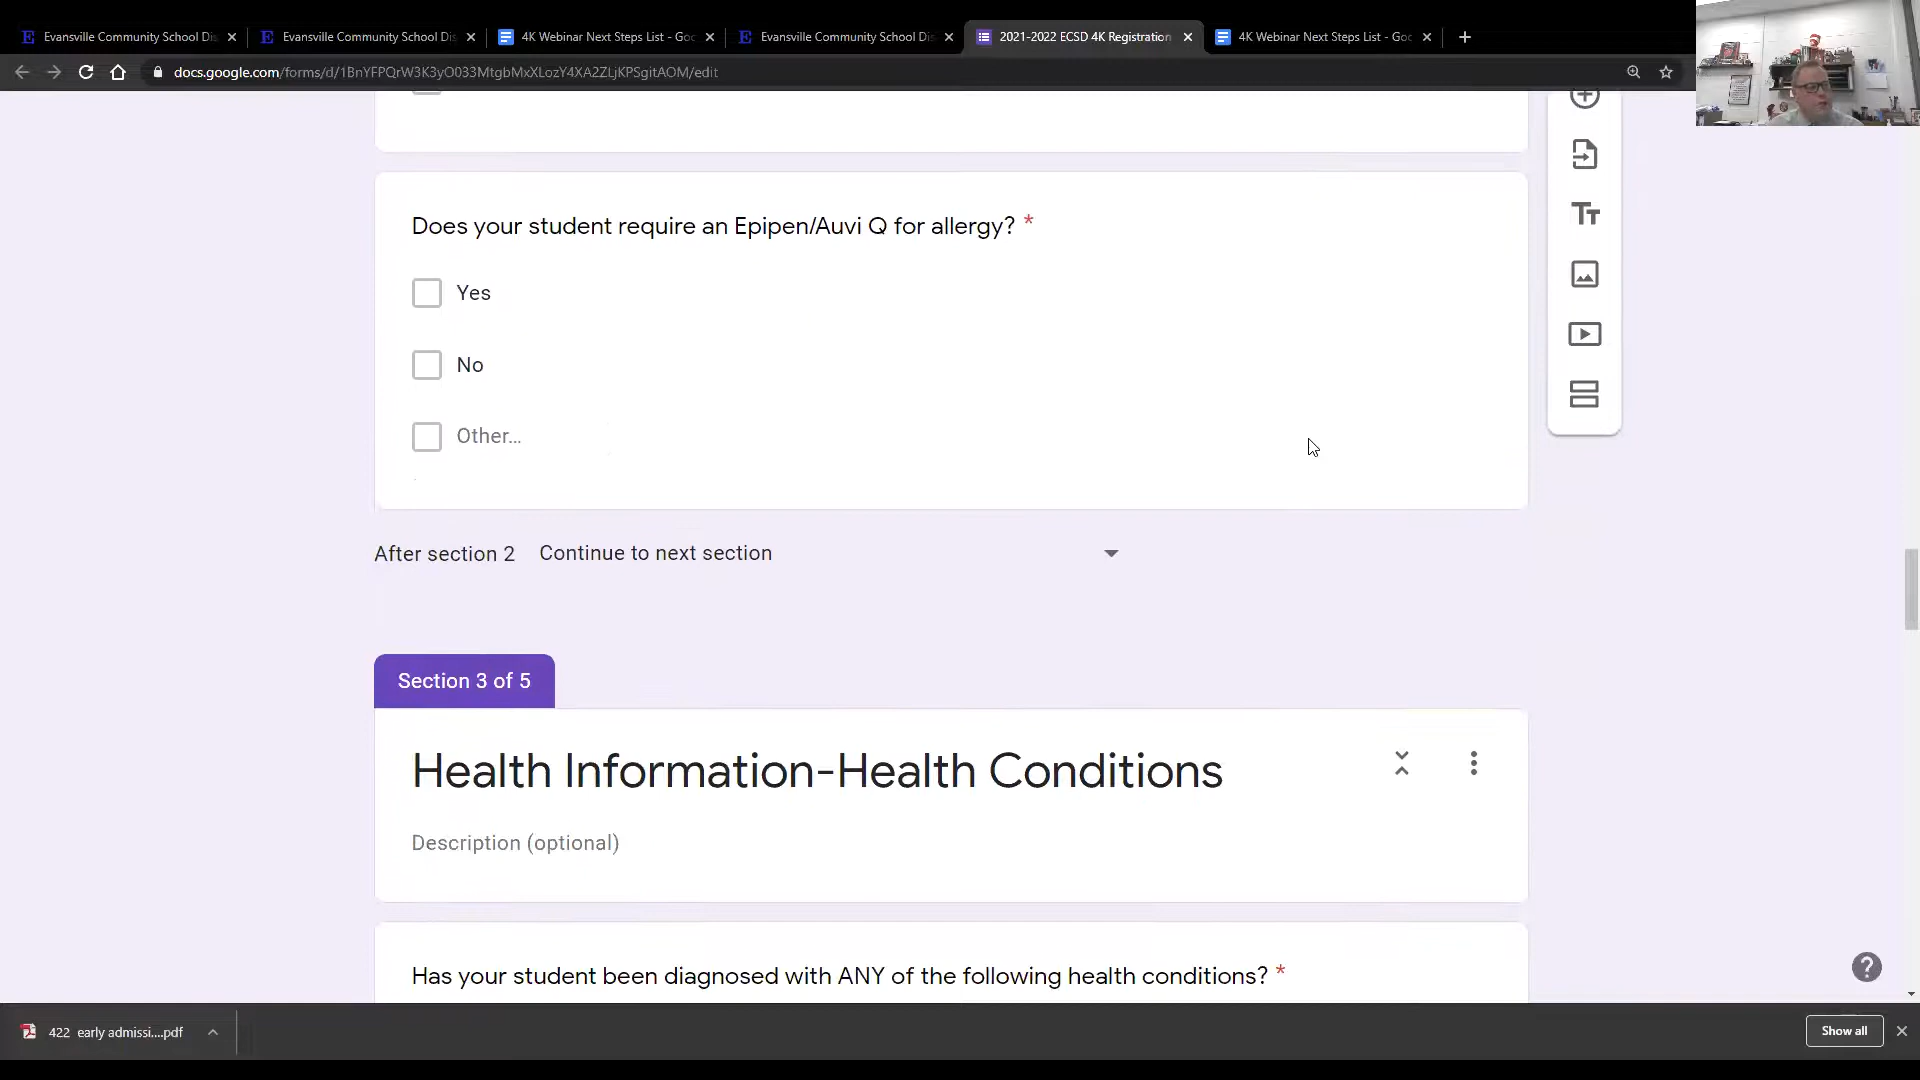 Evansville Community School Dis
Evansville Community School Dis
4K Webinar Next Steps List - Goo
Evansville Community School Dis
2021-2022 ECSD 4K Registration
4K Webinar Next Steps List - Goo
docs.google.com/forms/d/1BnYFPQrW3K3yO033MtgbMxXLozY4XA2ZLjKPSgitAOM/edit
Does your student require an Epipen/Auvi Q for allergy? *
Yes
No
Other...
After section 2 Continue to next section
Section 3 of 5
Health Information-Health Conditions
Description (optional)
Has your student been diagnosed with ANY of the following health conditions? *
422 early admissi....pdf
Show all